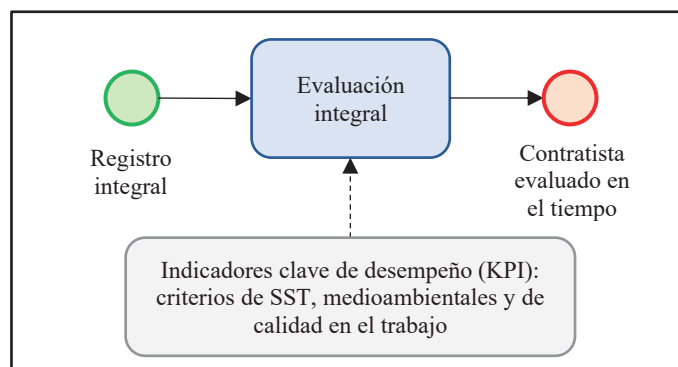 Evaluación
integral
Registro
integral
Contratista
evaluado en
el tiempo
Indicadores clave de desempeño (KPI):
criterios de SST, medioambientales y de
calidad en el trabajo